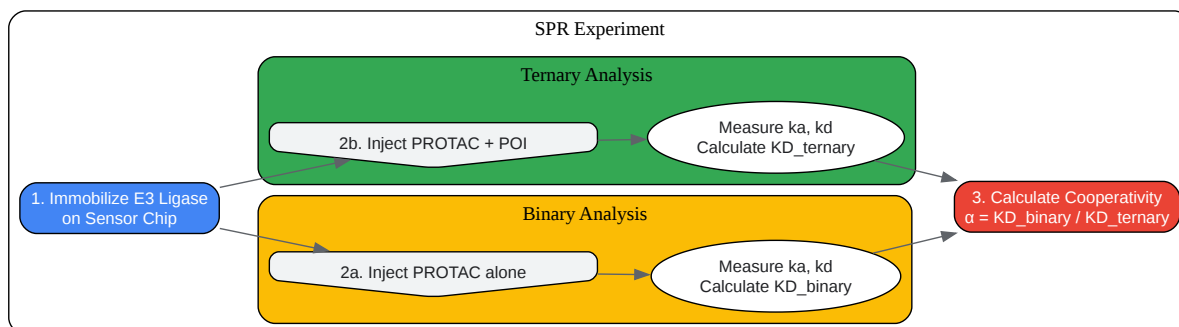 SPR Experiment
Ternary Analysis
2b. Inject PROTAC + POI
Measure ka, kd
Calculate KD_ternary
1. Immobilize E3 Ligase
on Sensor Chip
3. Calculate Cooperativity
α = KD_binary / KD_ternary
Binary Analysis
2a. Inject PROTAC alone
Measure ka, kd
Calculate KD_binary